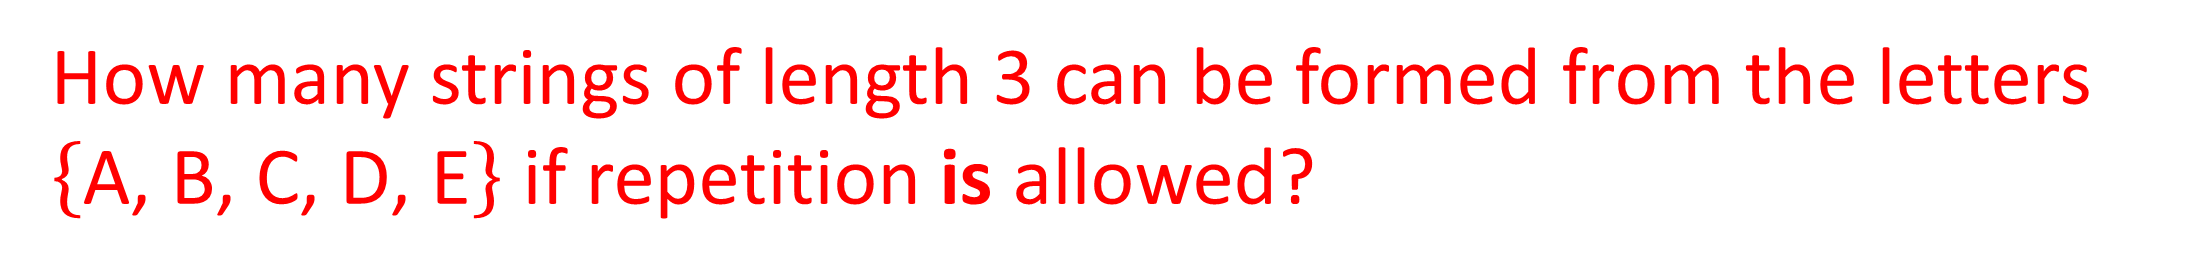 How many strings of length 3 can be formed from the letters
{A, B, C, D, E} if repetition is allowed?